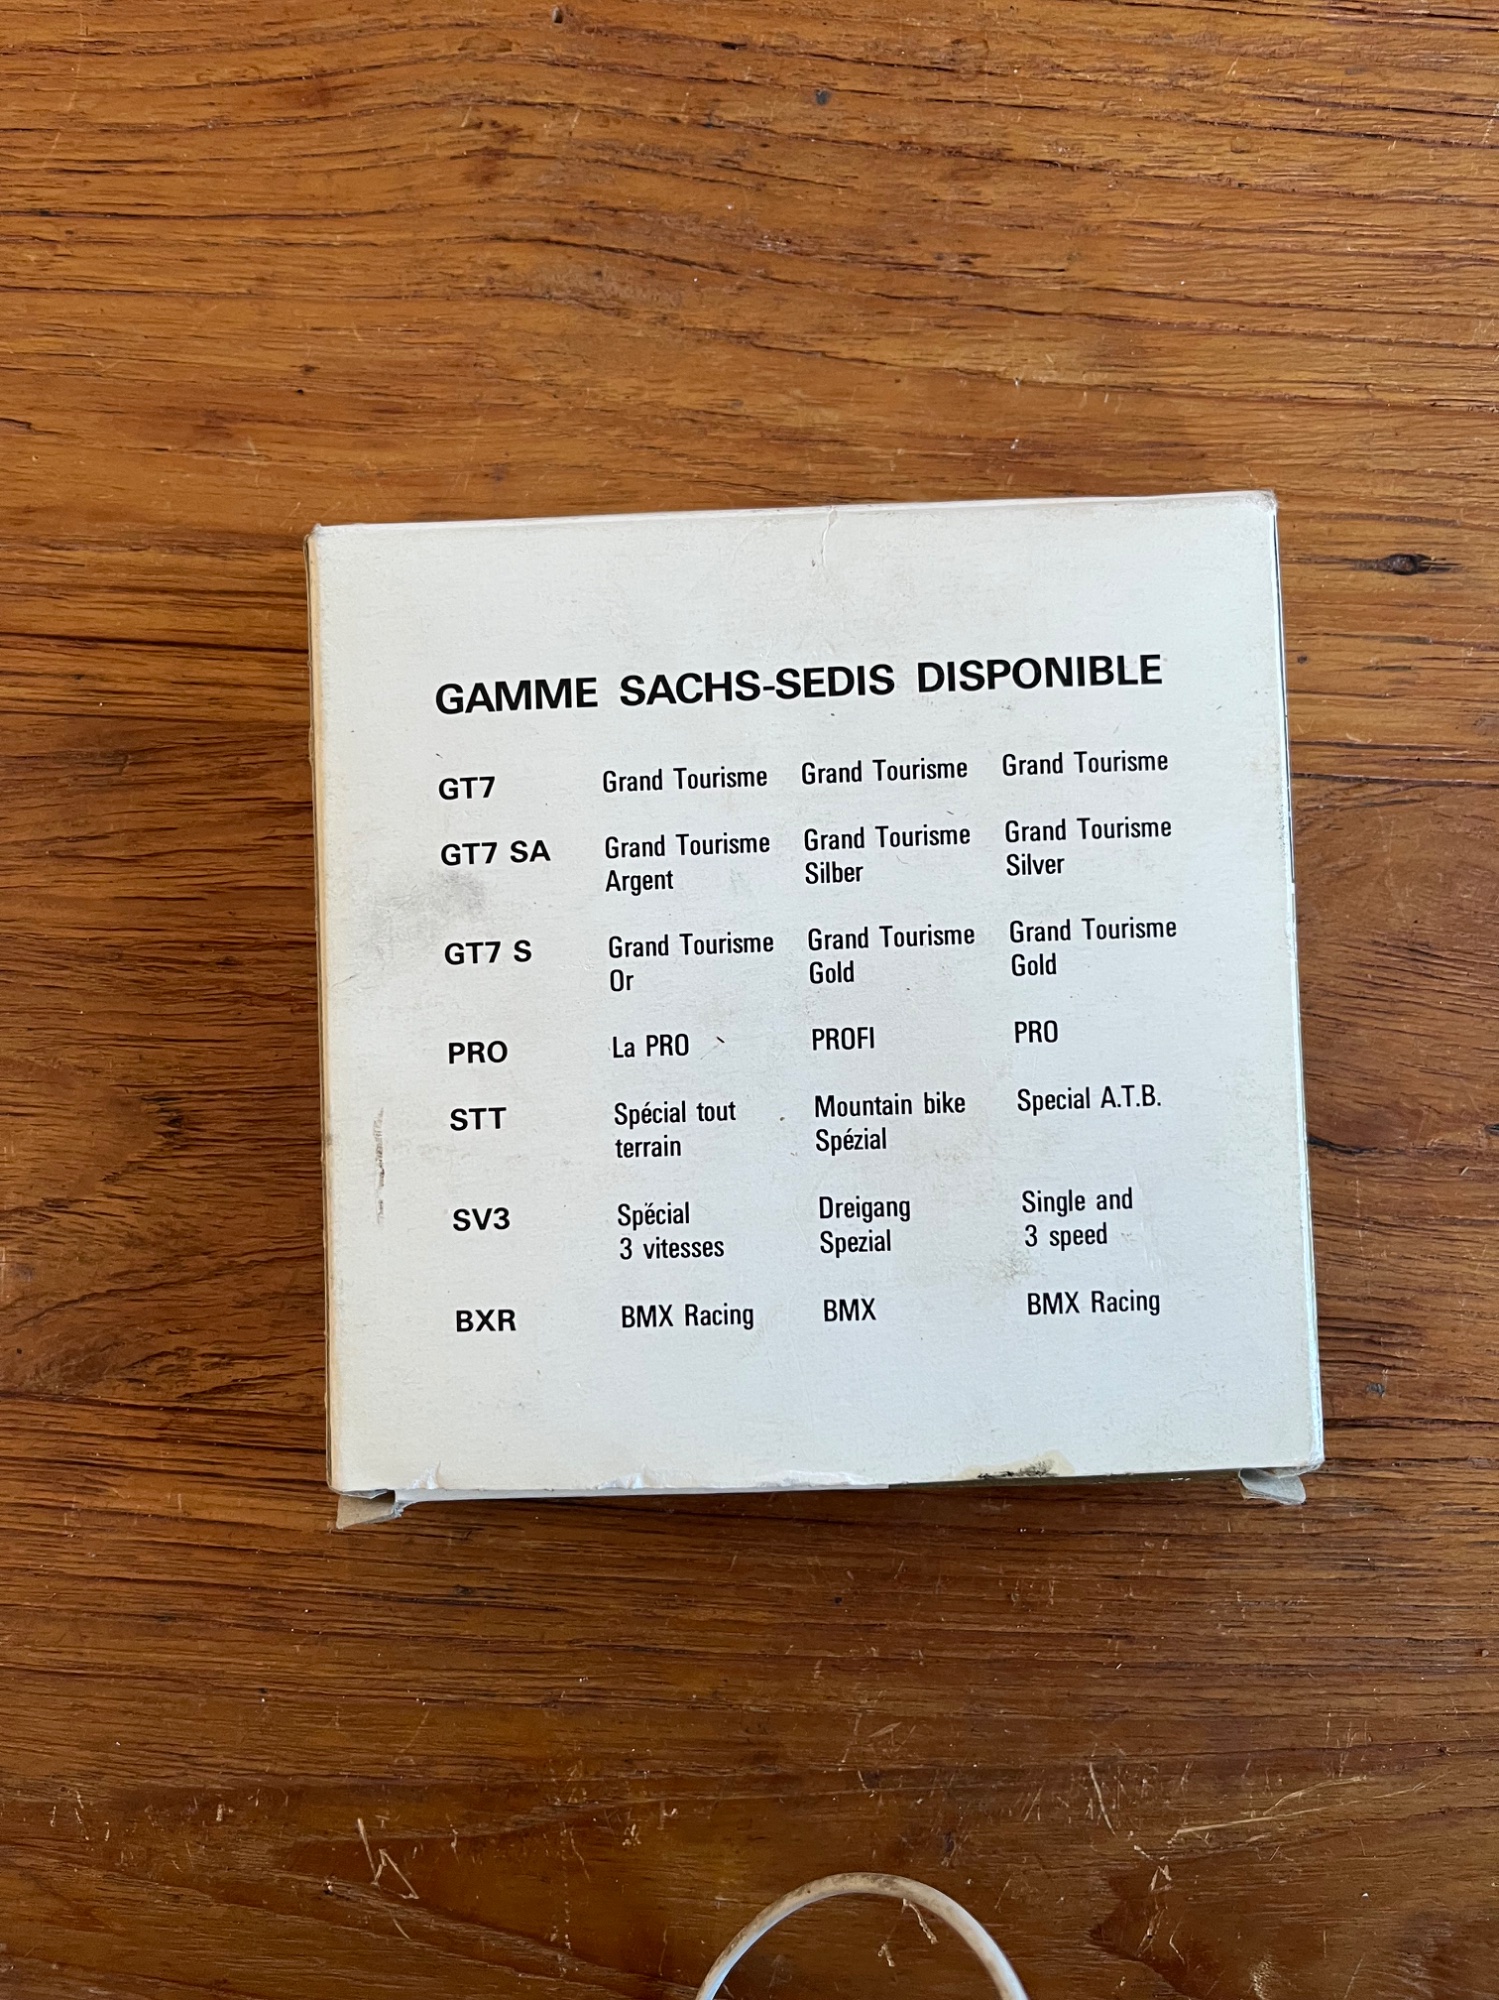 GAMME SACHS-SEDIS DISPONIBLE
GT7 Grand Tourisme Grand Tourisme Grand Tourisme
GT7 SA Grand Tourisme Grand Tourisme Grand Tourisme
Argent Silber Silver
GT7 S Grand Tourisme Grand Tourisme Grand Tourisme
Or Gold Gold
PRO La PRO PROFI PRO
STT Spécial tout Mountain bike Special A.T.B.
terrain Spézial
SV3 Spécial Dreigang Single and
3 vitesses Spezial 3 speed
BXR BMX Racing BMX BMX Racing